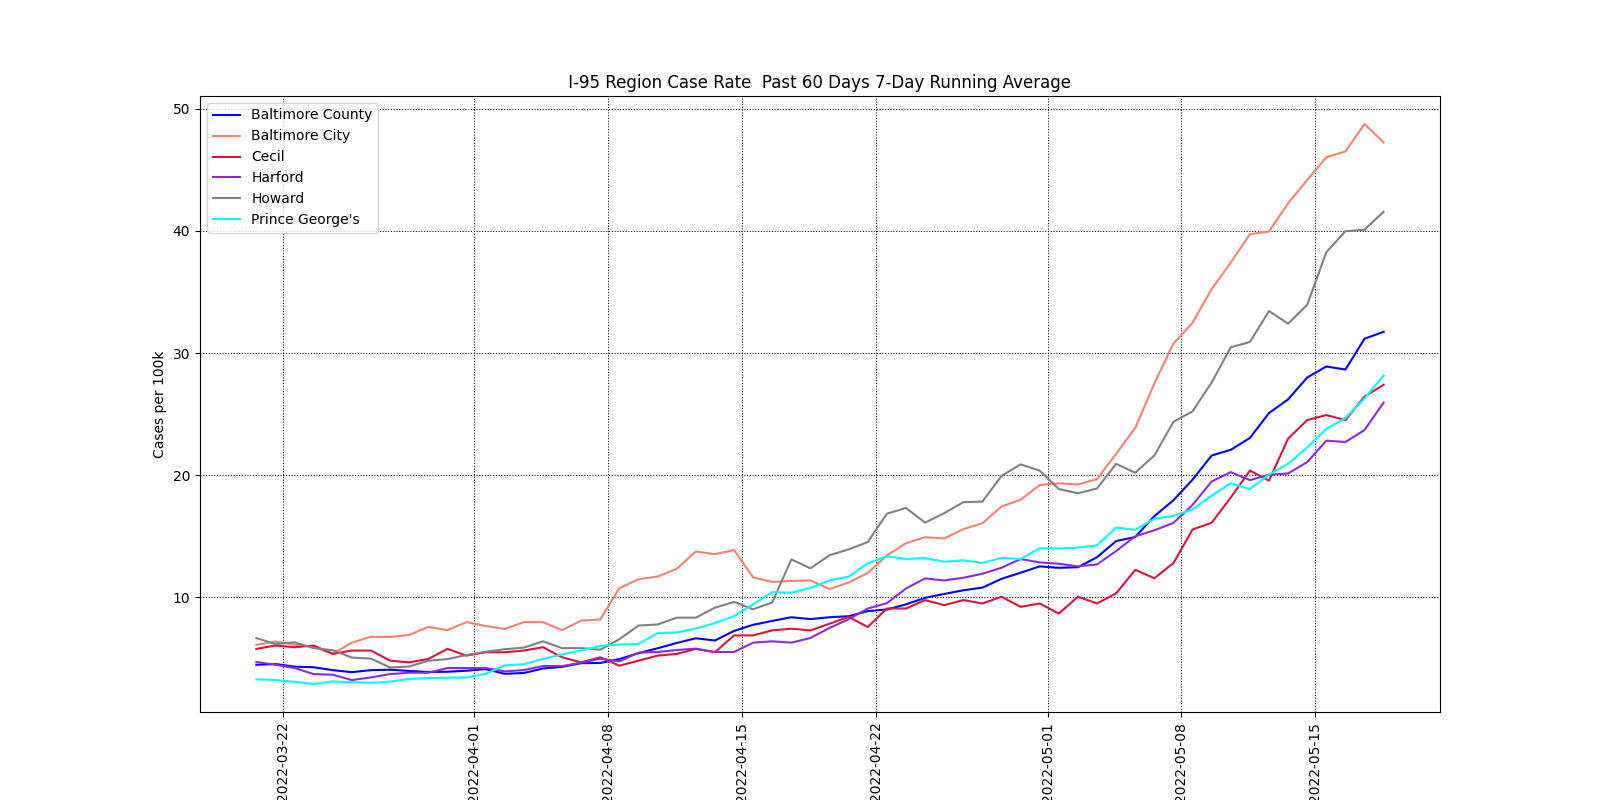 I-95 Region Case Rate  Past 60 Days 7-Day Running Average
50
40
30
20
10
Cases per 100k
Baltimore County
Baltimore City
Cecil
Harford
Howard
Prince George's
2022-03-22
2022-04-01
2022-04-08
2022-04-15
2022-04-22
2022-05-01
2022-05-08
2022-05-15